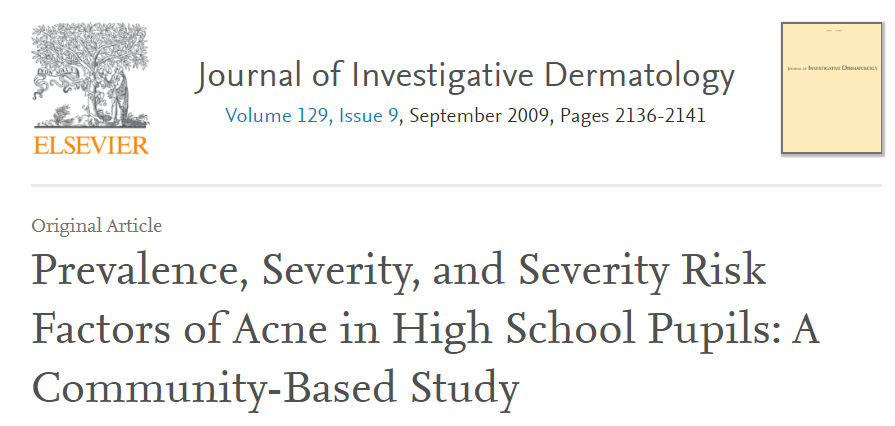 Journal of Investigative Dermatology
Volume 129, Issue 9, September 2009, Pages 2136-2141
ELSEVIER
JOURNAL OF INVESTIGATIVE DERMATOLOGY
Original Article
Prevalence, Severity, and Severity Risk
Factors of Acne in High School Pupils: A
Community-Based Study